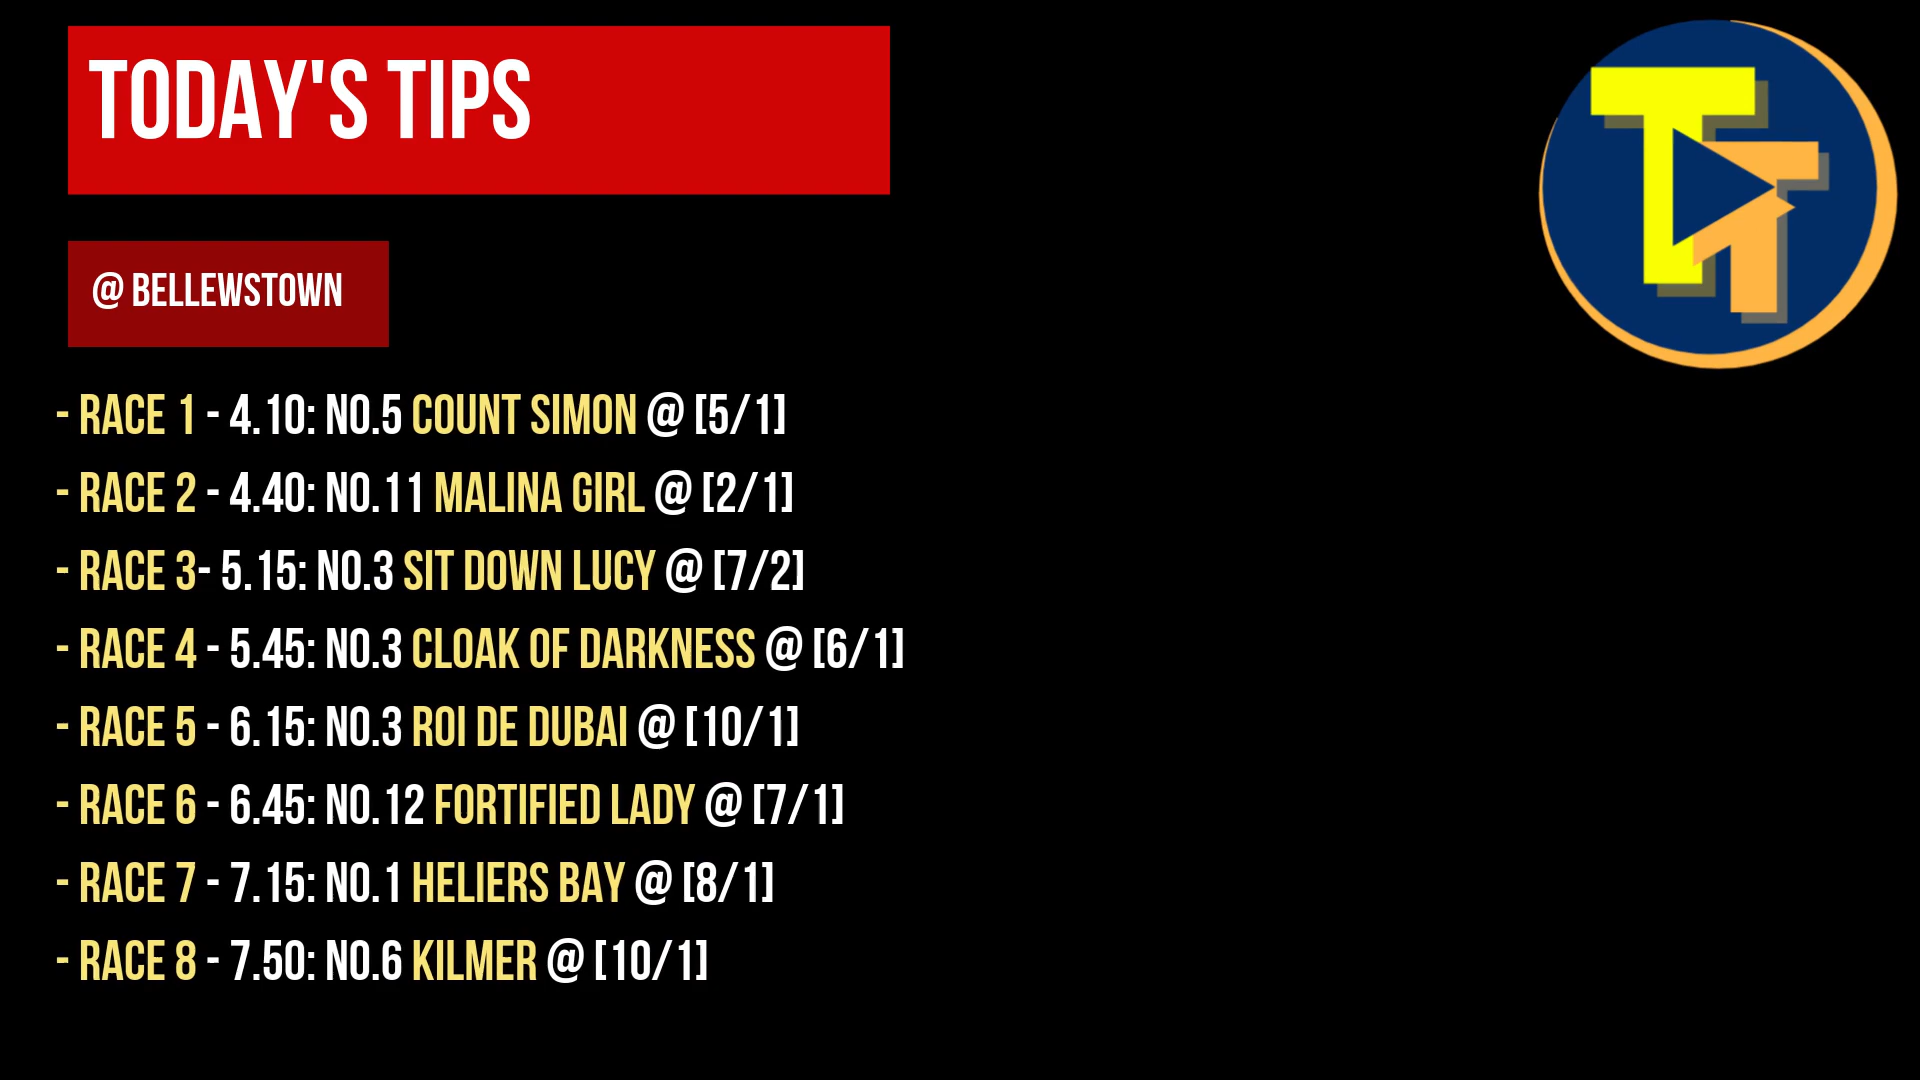 TODAY'S TIPS
@ BELLEWSTOWN
- RACE 1 - 4.10: NO.5 COUNT SIMON @ [5/1]
- RACE 2 - 4.40: NO.11 MALINA GIRL @ [2/1]
- RACE 3- 5.15: NO.3 SIT DOWN LUCY @ [7/2]
- RACE 4 - 5.45: NO.3 CLOAK OF DARKNESS @ [6/1]
- RACE 5 - 6.15: NO.3 ROI DE DUBAI @ [10/1]
- RACE 6 - 6.45: NO.12 FORTIFIED LADY @ [7/1]
- RACE 7 - 7.15: NO.1 HELIERS BAY @ [8/1]
- RACE 8 - 7.50: NO.6 KILMER @ [10/1]
TT